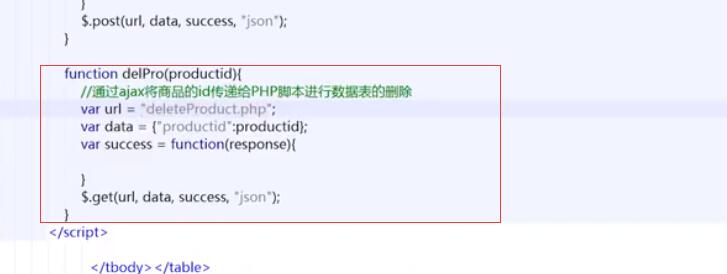 }
$.post(url, data, success, "json");
}
function delPro(productid){
//通过ajax将商品的id传递给PHP脚本进行数据表的删除
var url = "deleteProduct.php";
var data = {"productid":productid};
var success = function(response){
}
$.get(url, data, success, "json");
}
</script>
</tbody></table>